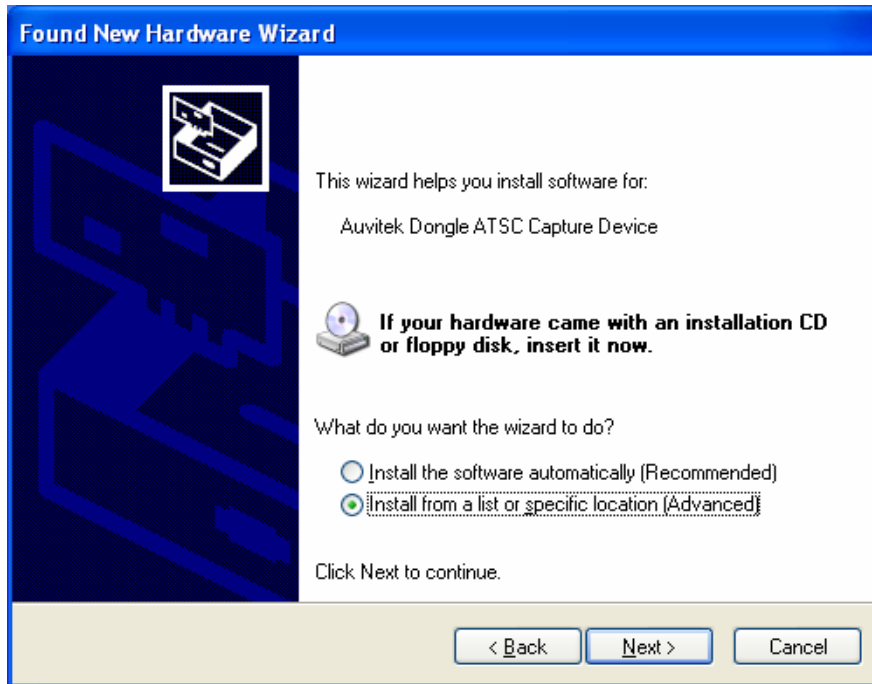 Found New Hardware Wizard
This wizard helps you install software for:
Auvitek Dongle ATSC Capture Device
If your hardware came with an installation CD
or floppy disk, insert it now.
What do you want the wizard to do?
Install the software automatically (Recommended)
Install from a list or specific location (Advanced)
Click Next to continue.
< Back
Next >
Cancel